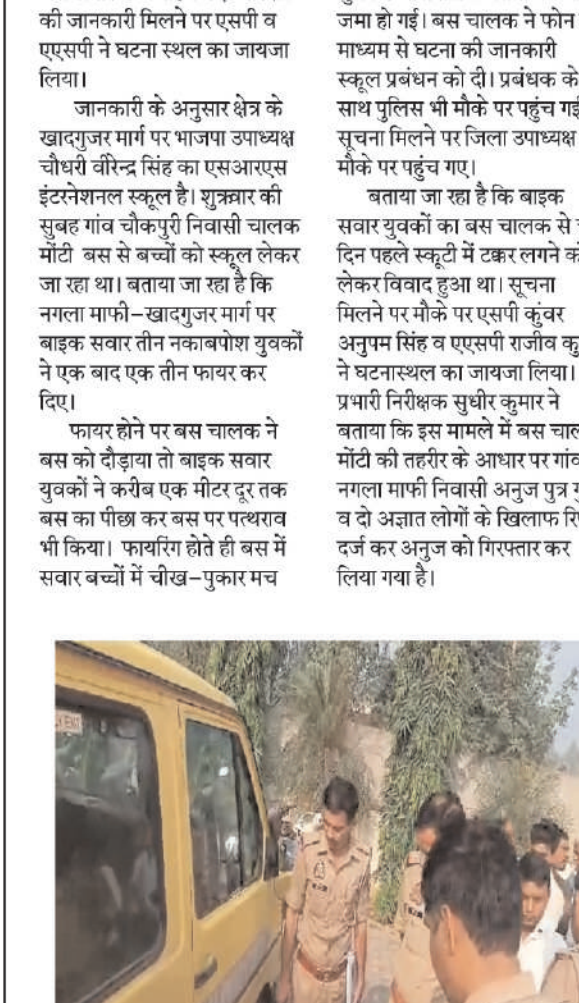 की जानकारी मिलने पर एसपी व
एएसपी ने घटना स्थल का जायजा
लिया।
जानकारी के अनुसार क्षेत्र के
खादगुजर मार्ग पर भाजपा उपाध्यक्ष
चौधरी वीरेन्द्र सिंह का एसआरएस
इंटरनेशनल स्कूल है। शुक्रवार की
सुबह गांव चौकपुरी निवासी चालक
मोंटी बस से बच्चों को स्कूल लेकर
जा रहा था। बताया जा रहा है कि
नगला माफी–खादगुजर मार्ग पर
बाइक सवार तीन नकाबपोश युवकों
ने एक बाद एक तीन फायर कर
दिए।
फायर होने पर बस चालक ने
बस को दौड़ाया तो बाइक सवार
युवकों ने करीब एक मीटर दूर तक
बस का पीछा कर बस पर पत्थराव
भी किया। फायरिंग होते ही बस में
सवार बच्चों में चीख–पुकार मच
जमा हो गई। बस चालक ने फोन
माध्यम से घटना की जानकारी
स्कूल प्रबंधन को दी। प्रबंधक के
साथ पुलिस भी मौके पर पहुंच
सूचना मिलने पर जिला उपाध्यक्ष
मौके पर पहुंच गए।
बताया जा रहा है कि बाइक
सवार युवकों का बस चालक से
दिन पहले स्कूटी में टक्कर लगने
लेकर विवाद हुआ था। सूचना
मिलने पर मौके पर एसपी कुंवर
अनुपम सिंह व एएसपी राजीव
ने घटनास्थल का जायजा लिया।
प्रभारी निरीक्षक सुधीर कुमार ने
बताया कि इस मामले में बस
मोंटी की तहरीर के आधार पर
नगला माफी निवासी अनुज पुत्र
व दो अज्ञात लोगों के खिलाफ
दर्ज कर अनुज को गिरफ्तार कर
लिया गया है।